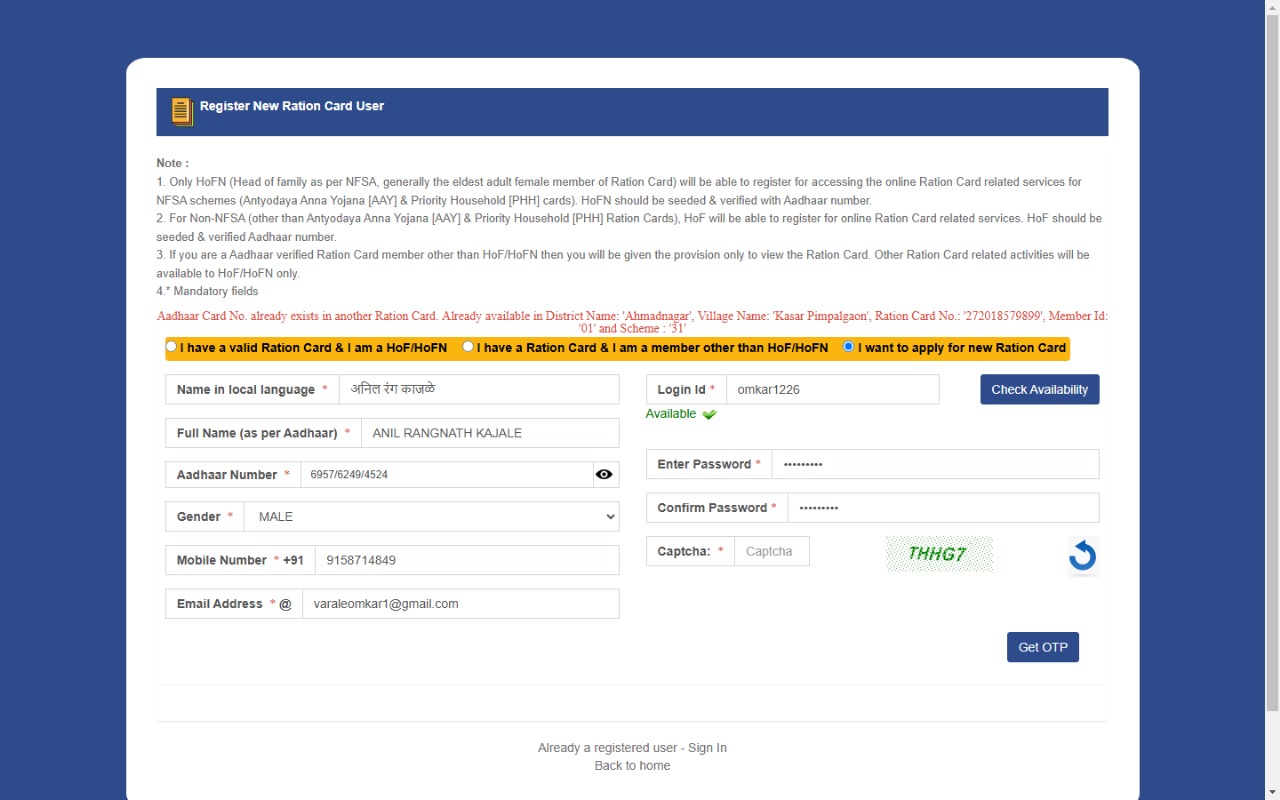 Register New Ration Card User
Note :
1. Only HoFN (Head of family as per NFSA, generally the eldest adult female member of Ration Card) will be able to register for accessing the online Ration Card related services for
NFSA schemes (Antyodaya Anna Yojana [AAY] & Priority Household [PHH] cards). HoFN should be seeded & verified with Aadhaar number.
2. For Non-NFSA (other than Antyodaya Anna Yojana [AAY] & Priority Household [PHH] Ration Cards), HoF will be able to register for online Ration Card related services. HoF should be
seeded & verified Aadhaar number.
3. If you are a Aadhaar verified Ration Card member other than HoF/HoFN then you will be given the provision only to view the Ration Card. Other Ration Card related activities will be
available to HoF/HoFN only.
4.* Mandatory fields
Aadhaar Card No. already exists in another Ration Card. Already available in District Name: 'Ahmadnagar', Village Name: 'Kasar Pimpalgaon', Ration Card No.: '272018579899', Member Id:
'01' and Scheme : '31'
I have a valid Ration Card & I am a HoF/HoFN I have a Ration Card & I am a member other than HoF/HoFN I want to apply for new Ration Card
Name in local language * अनिल रंग काजळे
Login Id * omkar1226 Check Availability
Available
Full Name (as per Aadhaar) * ANIL RANGNATH KAJALE
Enter Password * •••••••••
Aadhaar Number * 6957/6249/4524
Confirm Password * •••••••••
Gender * MALE
Captcha: * Captcha THHG7
Mobile Number * +91 9158714849
Email Address * @ varaleomkar1@gmail.com
Get OTP
Already a registered user - Sign In
Back to home